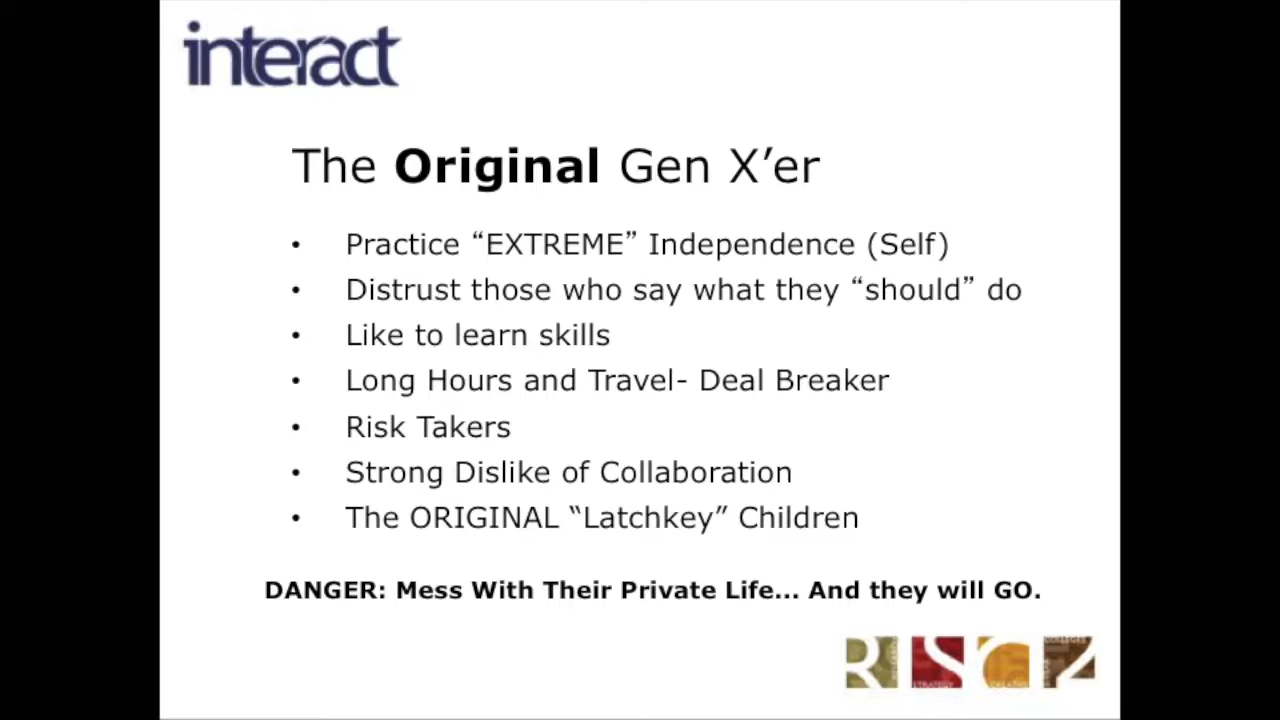 interact
The Original Gen X’er
• Practice “EXTREME” Independence (Self)
• Distrust those who say what they “should” do
• Like to learn skills
• Long Hours and Travel- Deal Breaker
• Risk Takers
• Strong Dislike of Collaboration
• The ORIGINAL “Latchkey” Children
DANGER: Mess With Their Private Life... And they will GO.
COLLEGES
STRATEGY